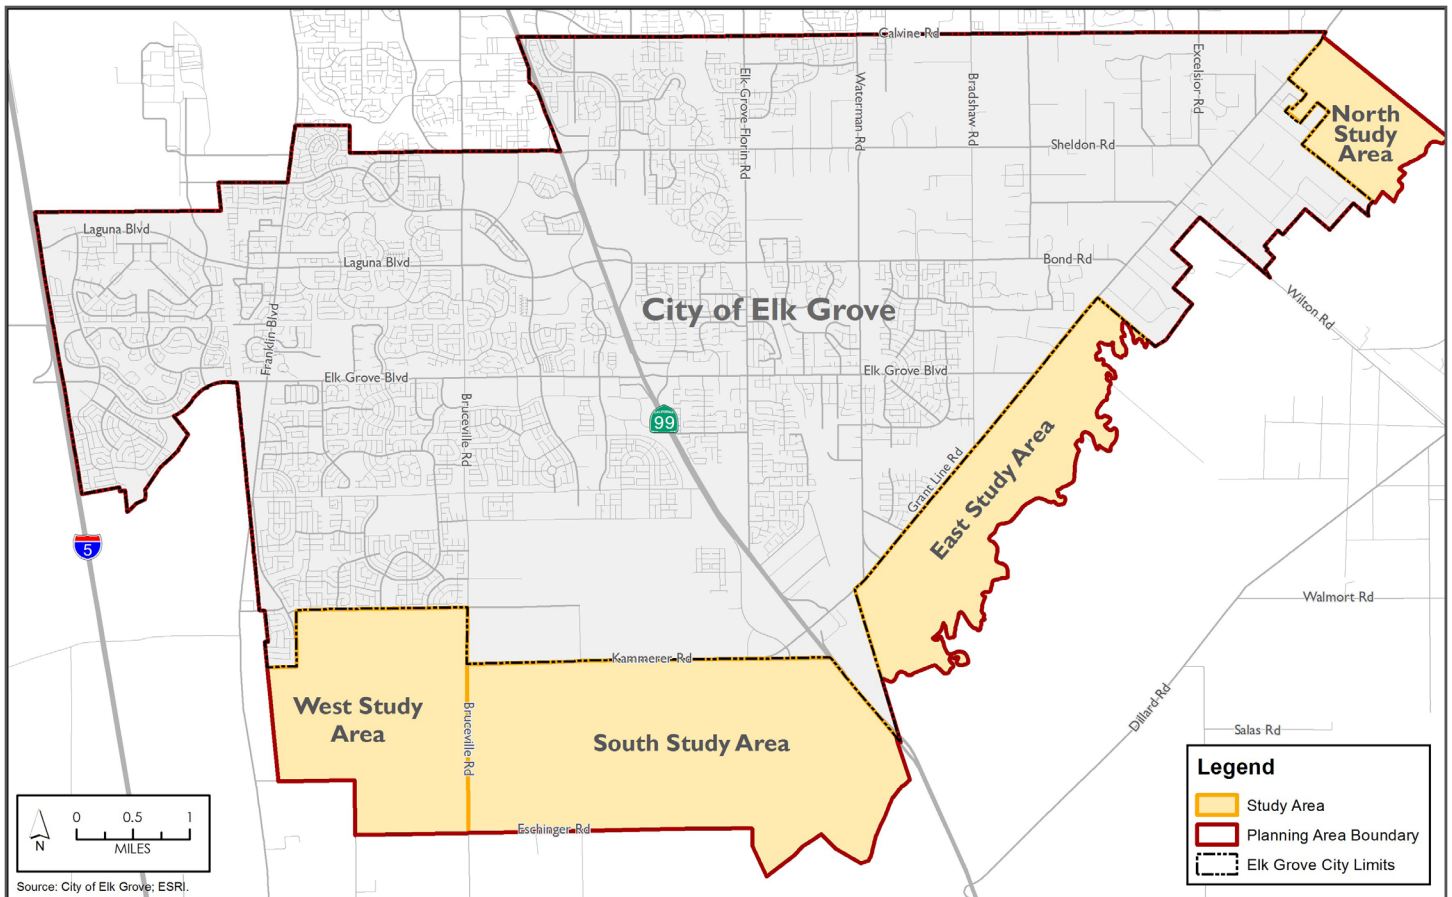 Calvine Rd
Elk-Grove-Florin Rd
Waterman Rd
Bradshaw Rd
Excelsior Rd
North
Study
Area
Sheldon Rd
Laguna Blvd
Laguna Blvd
Bond Rd
City of Elk Grove
Wilton Rd
Franklin Blvd
Elk Grove Blvd
Elk Grove Blvd
Bruceville Rd
CALIFORNIA
99
Grant Line Rd
East Study Area
5
Walmort Rd
Kammerer Rd
West Study
Area
Bruceville Rd
South Study Area
Dillard Rd
Salas Rd
Eschinger Rd
Legend
Study Area
Planning Area Boundary
Elk Grove City Limits
0 0.5 1
MILES
N
Source: City of Elk Grove; ESRI.